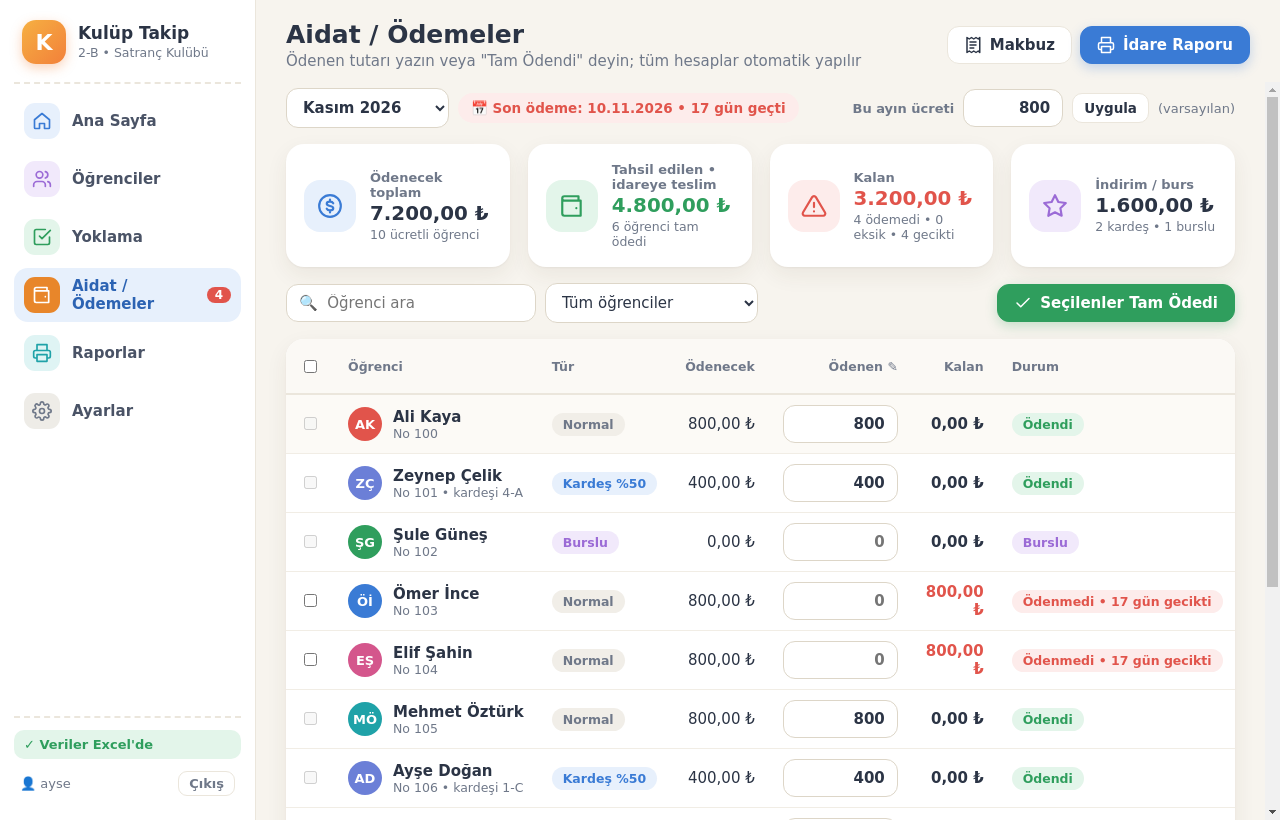 K
Kulüp Takip
2-B • Satranç Kulübü
Ana Sayfa
Öğrenciler
Yoklama
Aidat /
Ödemeler
4
Raporlar
Ayarlar
✓ Veriler Excel'de
👤 ayse
Çıkış
Aidat / Ödemeler
Ödenen tutarı yazın veya "Tam Ödendi" deyin; tüm hesaplar otomatik yapılır
Makbuz
İdare Raporu
Kasım 2026
📅 Son ödeme: 10.11.2026 • 17 gün geçti
Bu ayın ücreti
800
Uygula
(varsayılan)
Ödenecek
toplam
7.200,00 ₺
10 ücretli öğrenci
Tahsil edilen •
idareye teslim
4.800,00 ₺
6 öğrenci tam
ödedi
Kalan
3.200,00 ₺
4 ödemedi • 0
eksik • 4 gecikti
İndirim / burs
1.600,00 ₺
2 kardeş • 1 burslu
🔍 Öğrenci ara
Tüm öğrenciler
Seçilenler Tam Ödedi
Öğrenci Tür Ödenecek Ödenen ✎ Kalan Durum
AK Ali Kaya
No 100
Normal 800,00 ₺ 800 0,00 ₺ Ödendi
ZÇ Zeynep Çelik
No 101 • kardeşi 4-A
Kardeş %50 400,00 ₺ 400 0,00 ₺ Ödendi
ŞG Şule Güneş
No 102
Burslu 0,00 ₺ 0 0,00 ₺ Burslu
Öİ Ömer İnce
No 103
Normal 800,00 ₺ 0 800,00
₺
Ödenmedi • 17 gün gecikti
EŞ Elif Şahin
No 104
Normal 800,00 ₺ 0 800,00
₺
Ödenmedi • 17 gün gecikti
MÖ Mehmet Öztürk
No 105
Normal 800,00 ₺ 800 0,00 ₺ Ödendi
AD Ayşe Doğan
No 106 • kardeşi 1-C
Kardeş %50 400,00 ₺ 400 0,00 ₺ Ödendi